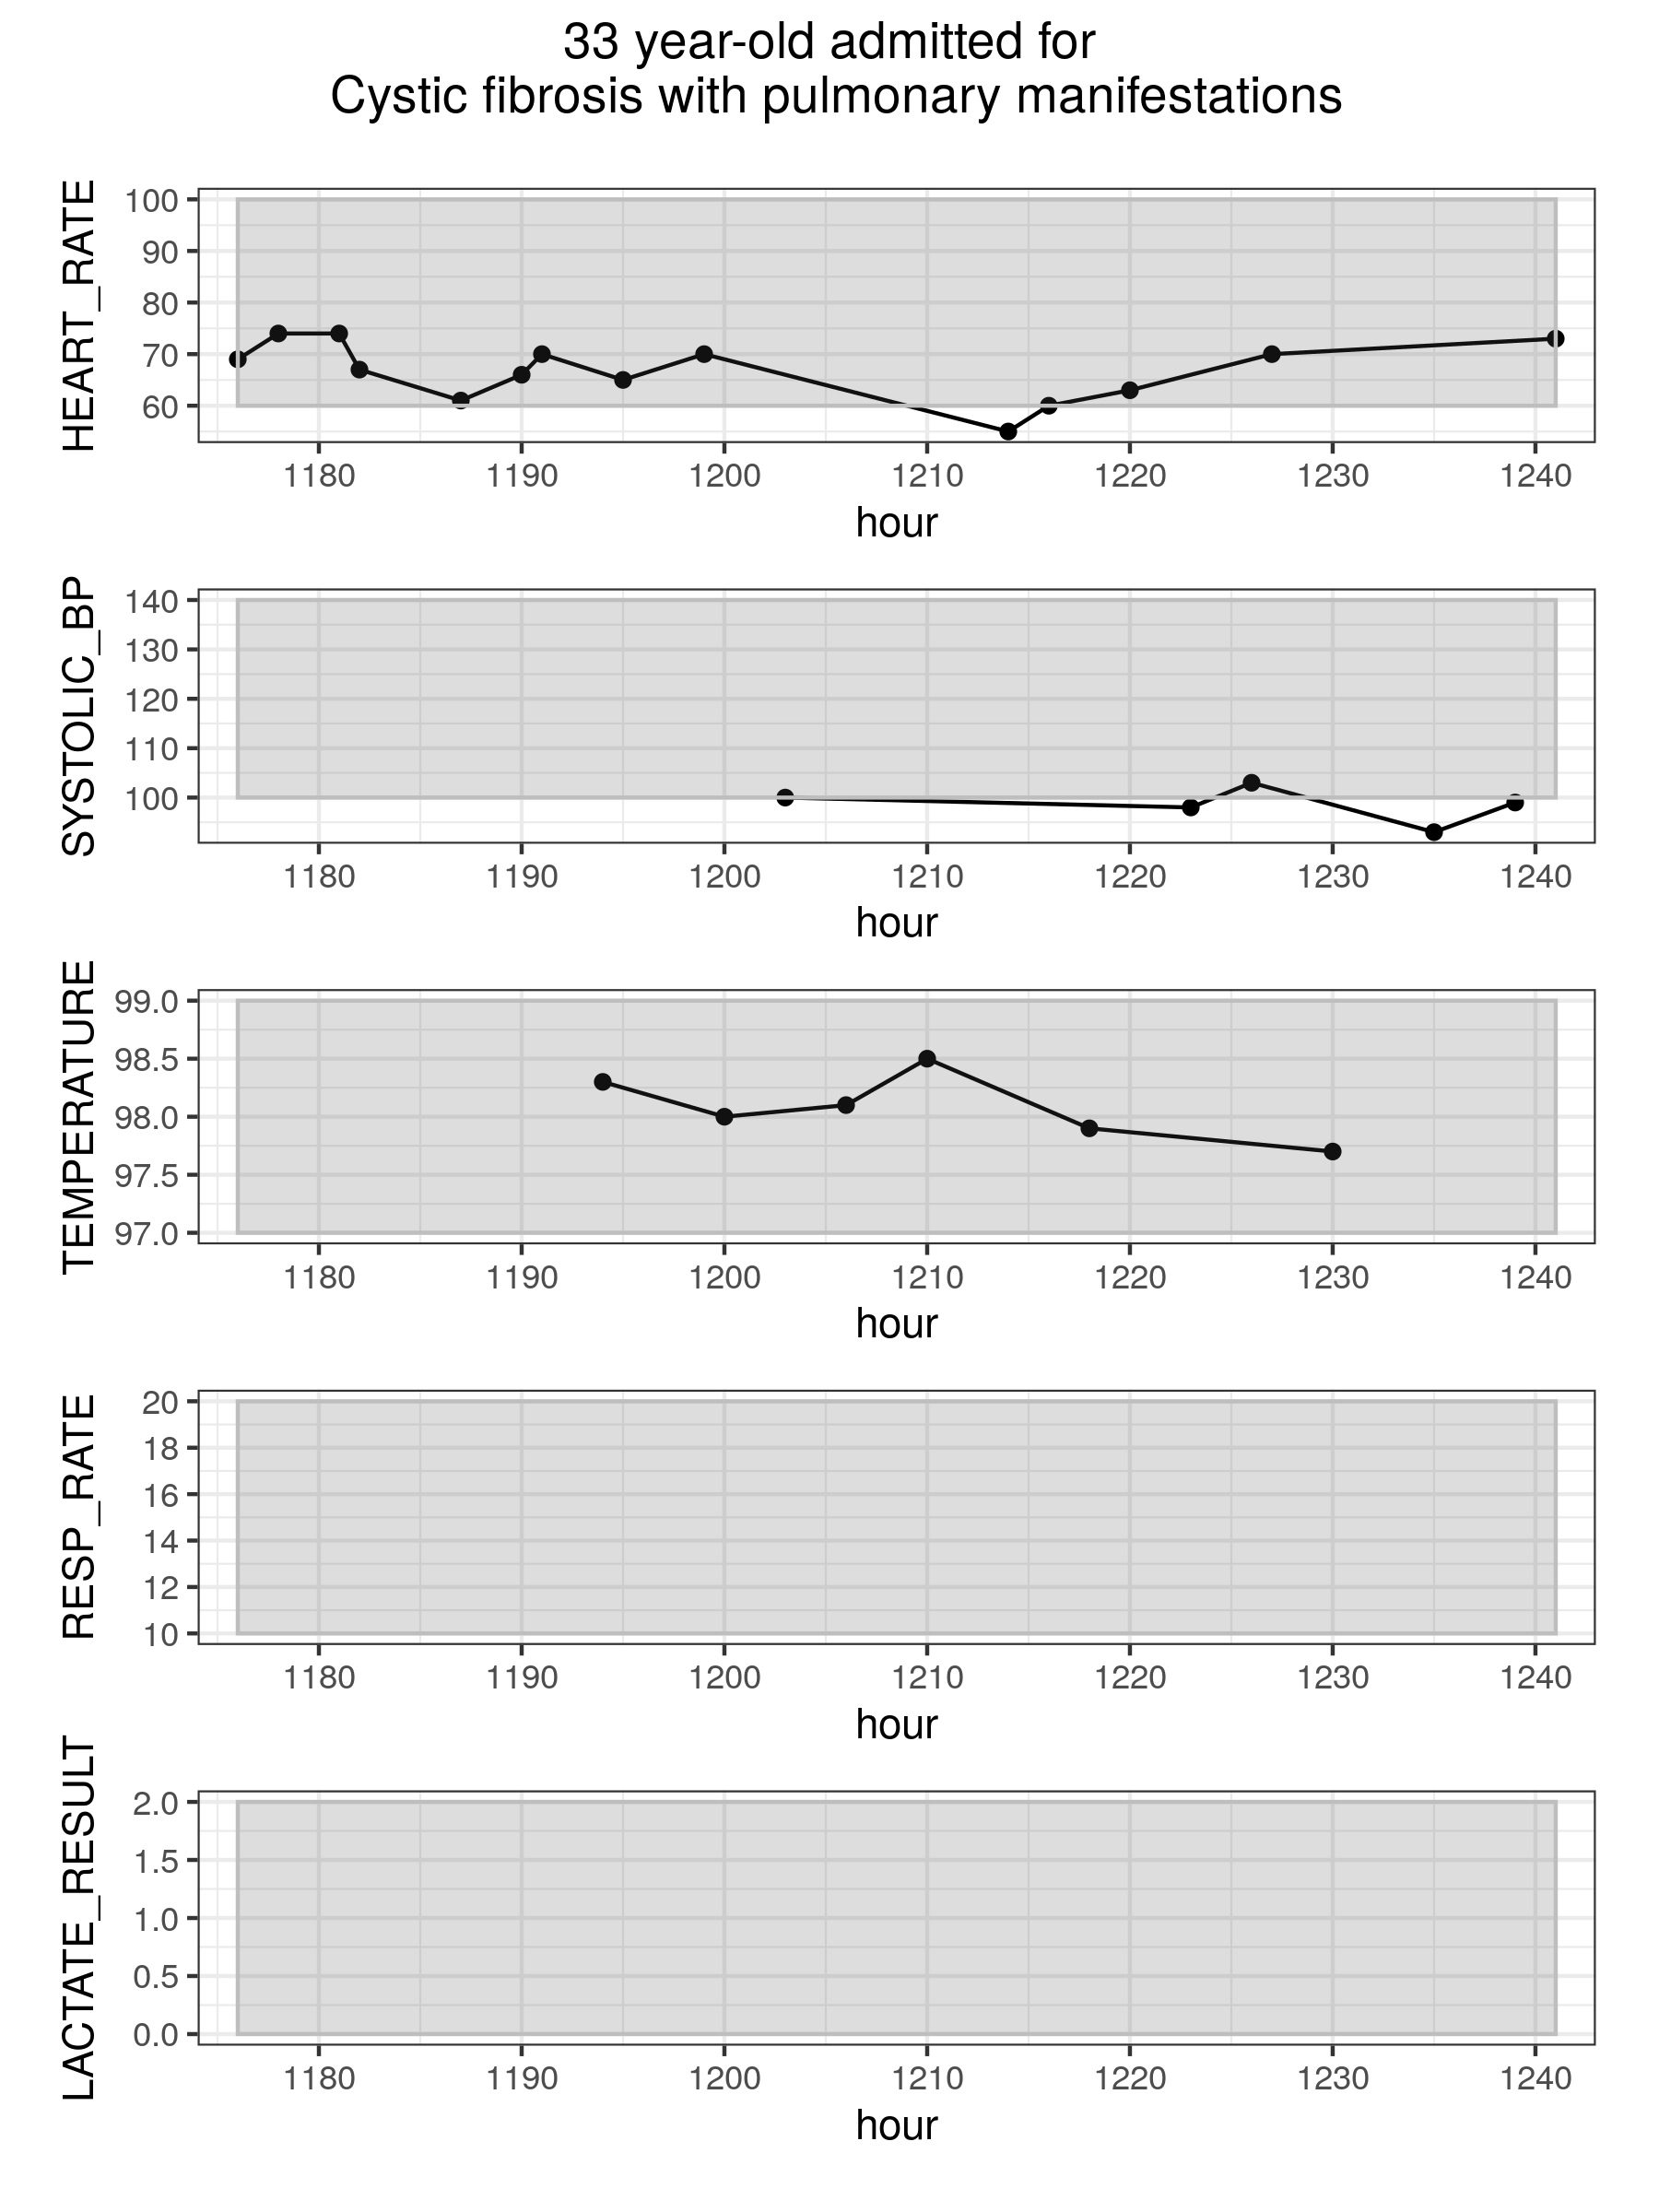 33 year-old admitted for
Cystic fibrosis with pulmonary manifestations
HEART_RATE
100
90
80
70
60
1180 1190 1200 1210 1220 1230 1240
hour
SYSTOLIC_BP
140
130
120
110
100
1180 1190 1200 1210 1220 1230 1240
hour
TEMPERATURE
99.0
98.5
98.0
97.5
97.0
1180 1190 1200 1210 1220 1230 1240
hour
RESP_RATE
20
18
16
14
12
10
1180 1190 1200 1210 1220 1230 1240
hour
LACTATE_RESULT
2.0
1.5
1.0
0.5
0.0
1180 1190 1200 1210 1220 1230 1240
hour